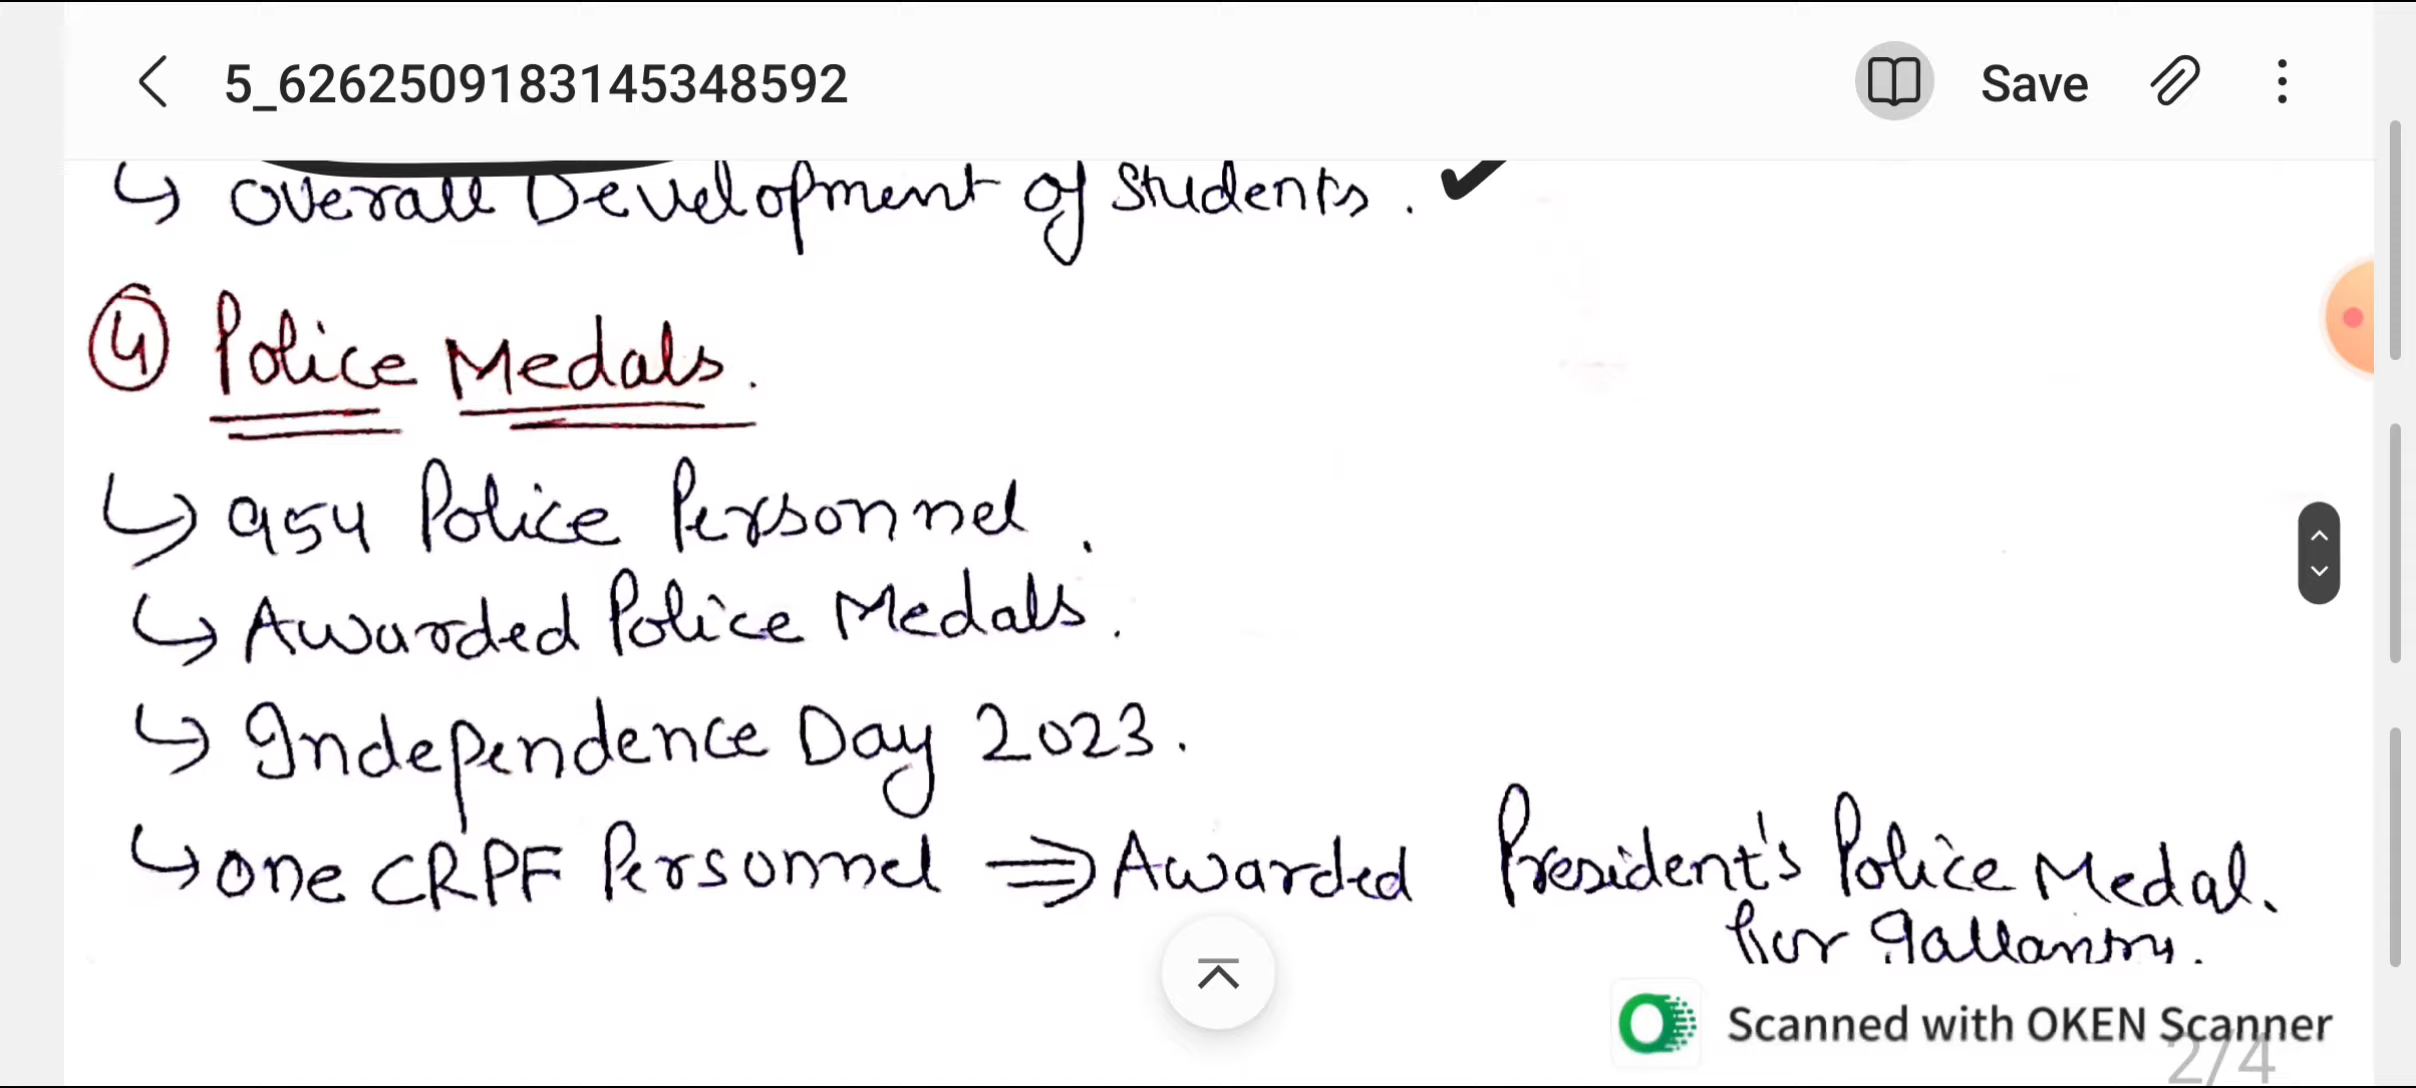 5_6262509183145348592 Save
↳ Overall Development of Students. ✔
④ Police Medals.
↳ 954 Police Personnel.
↳ Awarded Police Medals.
↳ Independence Day 2023.
↳ one CRPF Personnel ⇒ Awarded President's Police Medal.
for gallantry.
Scanned with OKEN Scanner
2/4